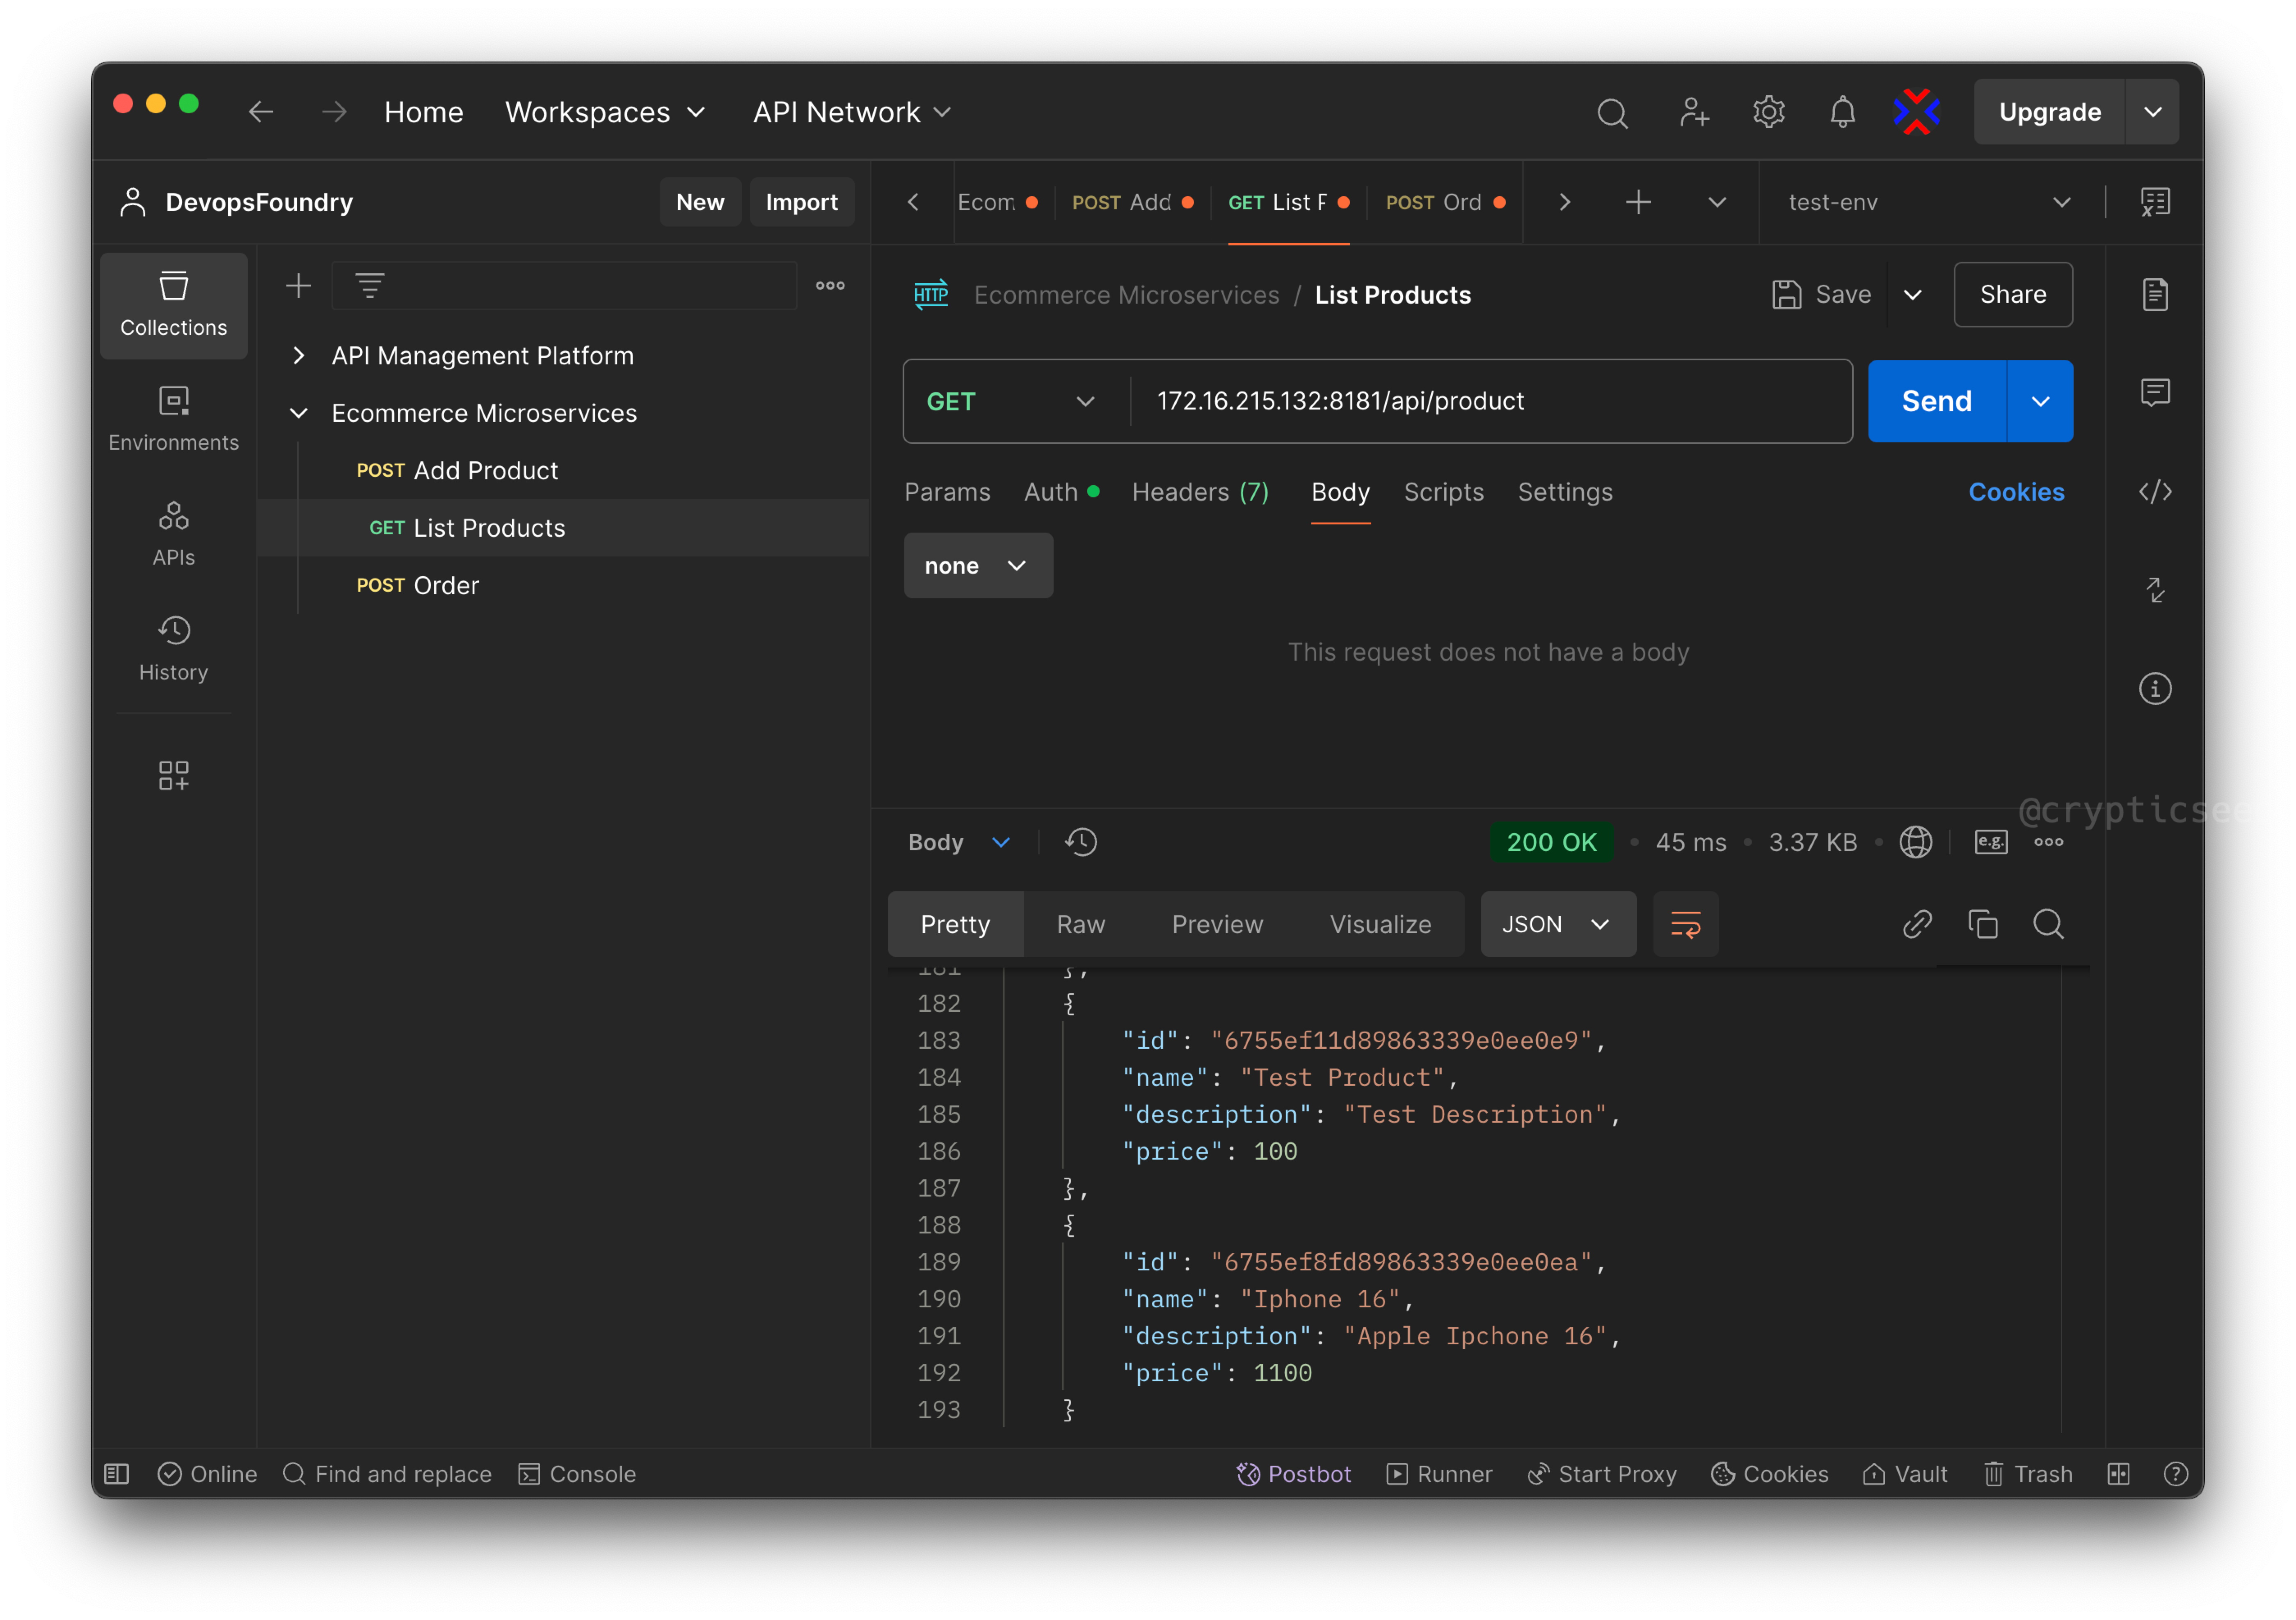 Home Workspaces API Network Upgrade
DevopsFoundry New Import
Ecom POST Add GET List P POST Ord test-env
Collections
Environments
APIs
History
API Management Platform
Ecommerce Microservices
POST Add Product
GET List Products
POST Order
HTTP Ecommerce Microservices / List Products Save Share
GET 172.16.215.132:8181/api/product Send
Params Auth Headers (7) Body Scripts Settings Cookies
none
This request does not have a body
@crypticsee
Body 200 OK • 45 ms • 3.37 KB • e.g.
Pretty Raw Preview Visualize JSON
181 },
182 {
183 "id": "6755ef11d89863339e0ee0e9",
184 "name": "Test Product",
185 "description": "Test Description",
186 "price": 100
187 },
188 {
189 "id": "6755ef8fd89863339e0ee0ea",
190 "name": "Iphone 16",
191 "description": "Apple Ipchone 16",
192 "price": 1100
193 }
Online Find and replace Console Postbot Runner Start Proxy Cookies Vault Trash